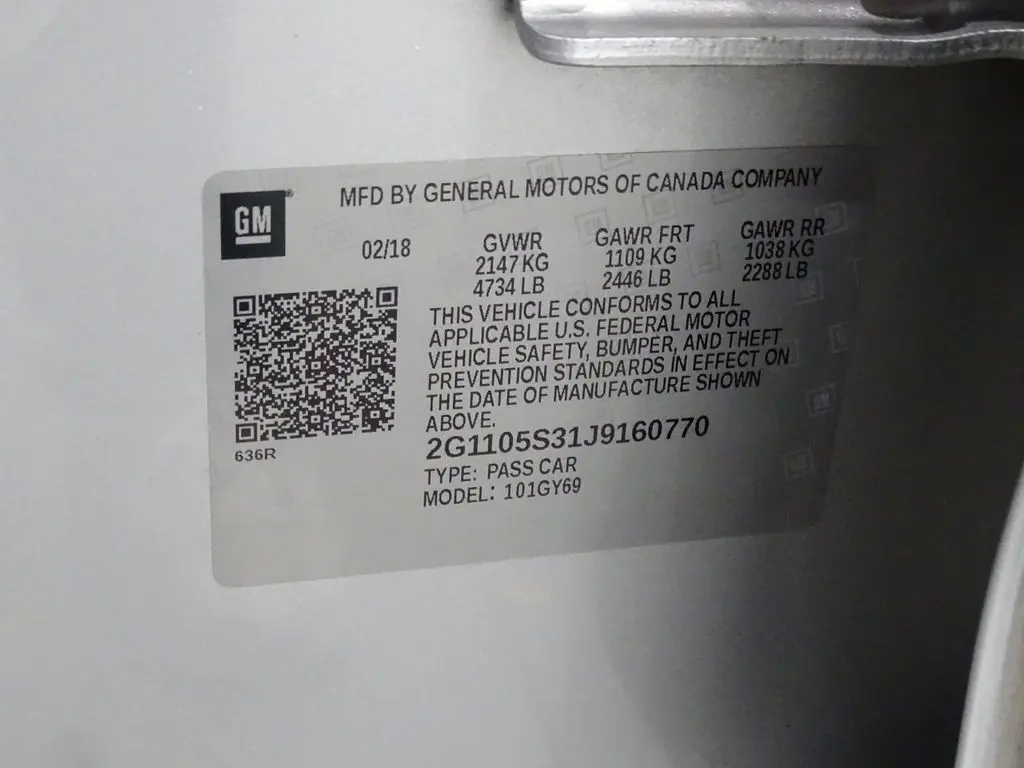 GM
MFD BY GENERAL MOTORS OF CANADA COMPANY
02/18
GVWR GAWR FRT GAWR RR
2147 KG 1109 KG 1038 KG
4734 LB 2446 LB 2288 LB
THIS VEHICLE CONFORMS TO ALL
APPLICABLE U.S. FEDERAL MOTOR
VEHICLE SAFETY, BUMPER, AND THEFT
PREVENTION STANDARDS IN EFFECT ON
THE DATE OF MANUFACTURE SHOWN
ABOVE.
2G1105S31J9160770
636R
TYPE: PASS CAR
MODEL: 101GY69